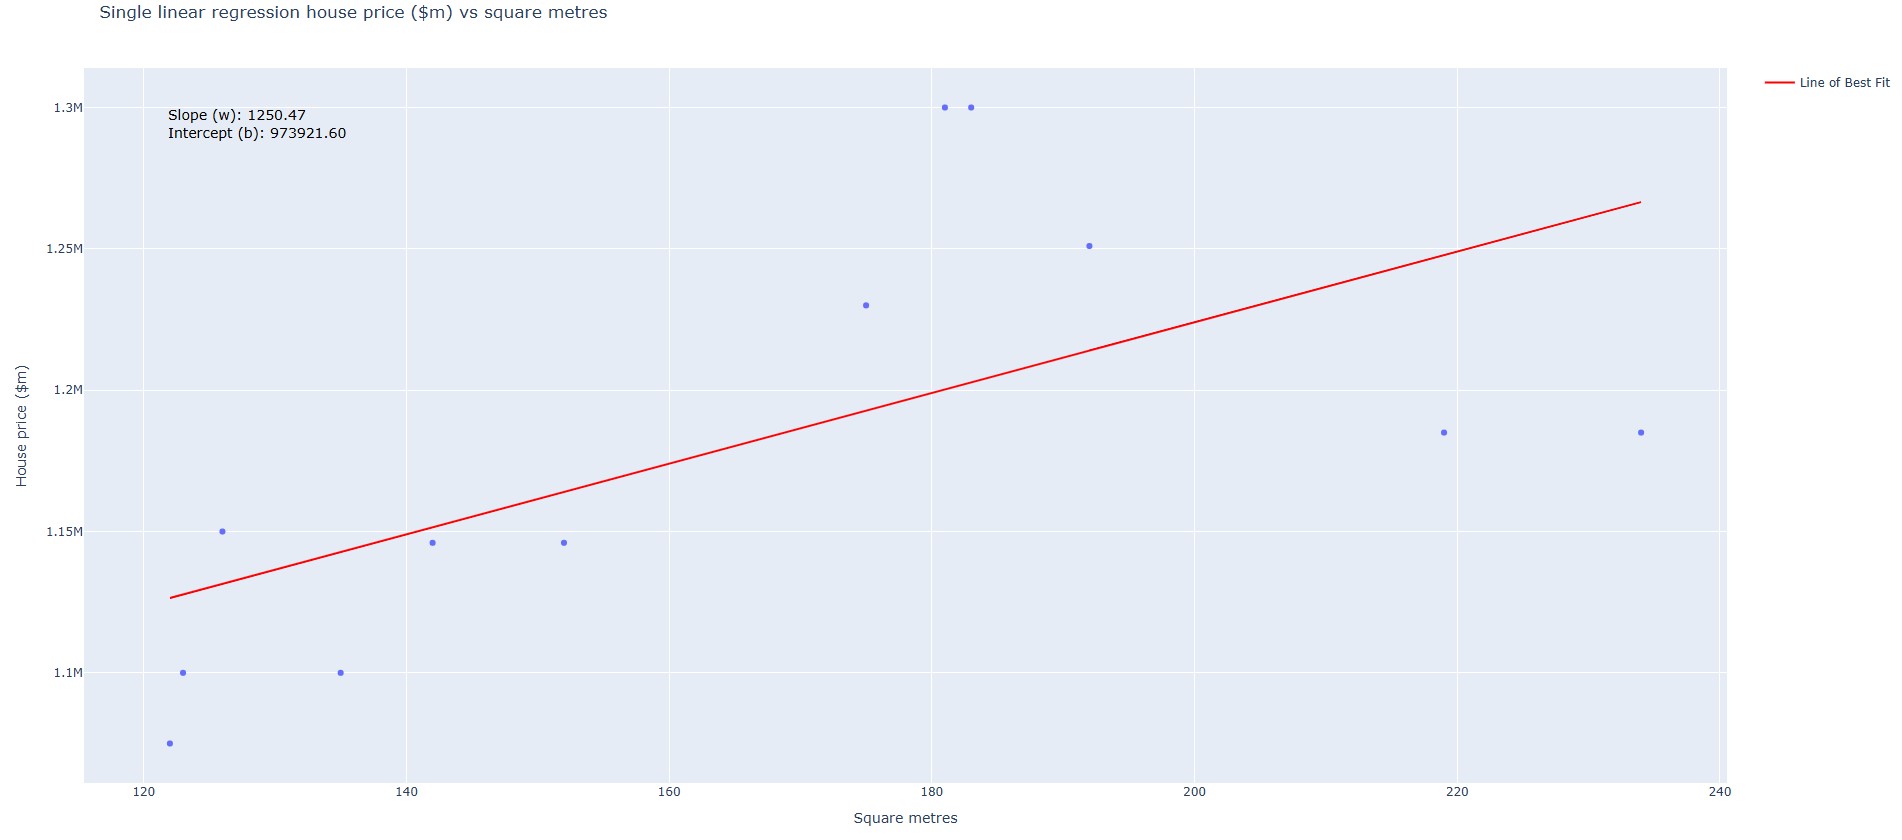 Single linear regression house price ($m) vs square metres
Line of Best Fit
Slope (w): 1250.47
Intercept (b): 973921.60
1.3M
1.25M
1.2M
1.15M
1.1M
House price ($m)
120
140
160
180
200
220
240
Square metres